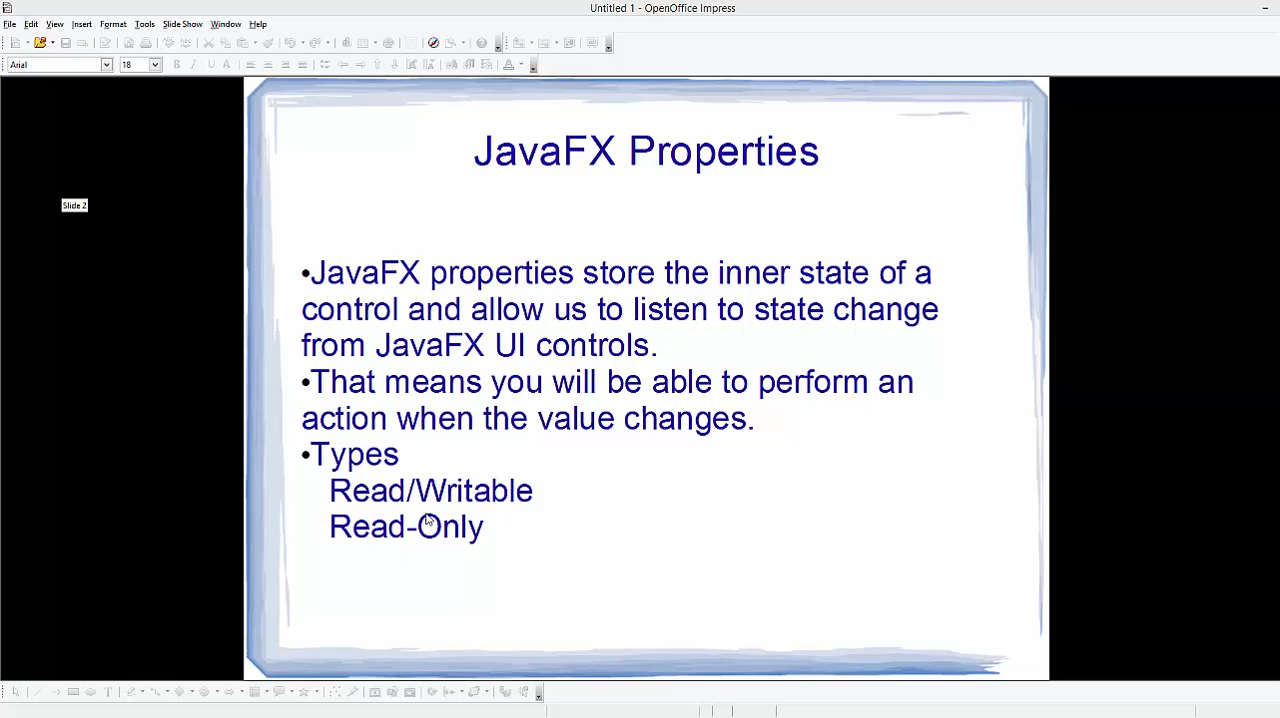 Untitled 1 - OpenOffice Impress
File Edit View Insert Format Tools Slide Show Window Help
Arial 18
JavaFX Properties
Slide 2
•JavaFX properties store the inner state of a
control and allow us to listen to state change
from JavaFX UI controls.
•That means you will be able to perform an
action when the value changes.
•Types
Read/Writable
Read-Only